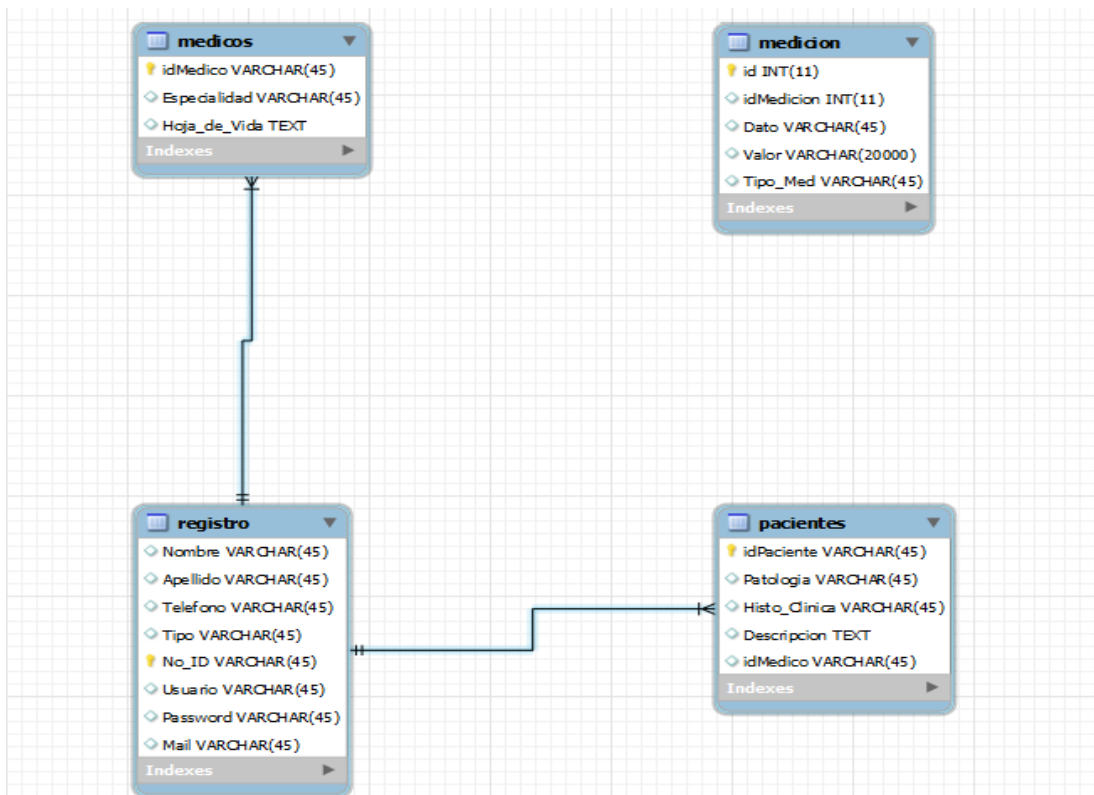 medicos
idMedico VARCHAR(45)
Especialidad VARCHAR(45)
Hoja_de_Vida TEXT
Indexes
medicion
id INT(11)
idMedicion INT(11)
Dato VARCHAR(45)
Valor VARCHAR(20000)
Tipo_Med VARCHAR(45)
Indexes
registro
Nombre VARCHAR(45)
Apellido VARCHAR(45)
Telefono VARCHAR(45)
Tipo VARCHAR(45)
No_ID VARCHAR(45)
Usuario VARCHAR(45)
Password VARCHAR(45)
Mail VARCHAR(45)
Indexes
pacientes
idPaciente VARCHAR(45)
Patologia VARCHAR(45)
Histo_Clinica VARCHAR(45)
Descripcion TEXT
idMedico VARCHAR(45)
Indexes